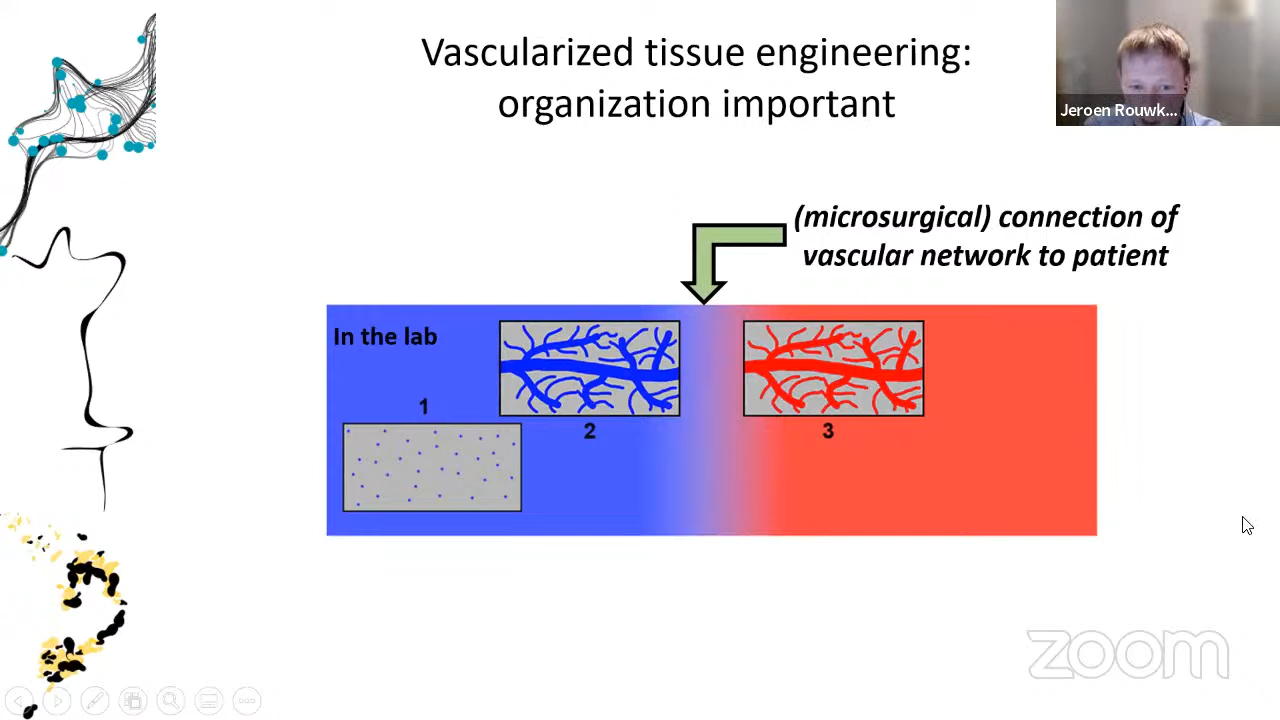 Vascularized tissue engineering:
organization important
Jeroen Rouwk...
(microsurgical) connection of
vascular network to patient
In the lab
1
2
3
zoom